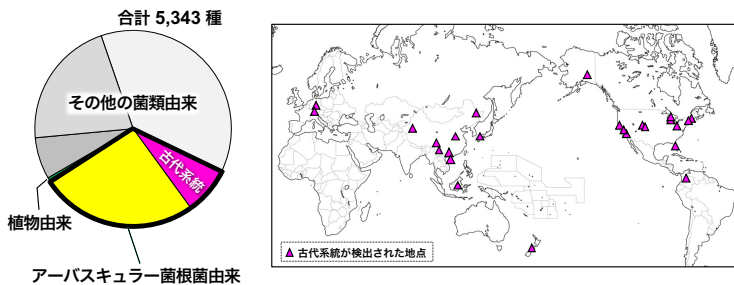 合計 5,343 種
その他の菌類由来
古代系統
植物由来
アーバスキュラー菌根菌由来
古代系統が検出された地点